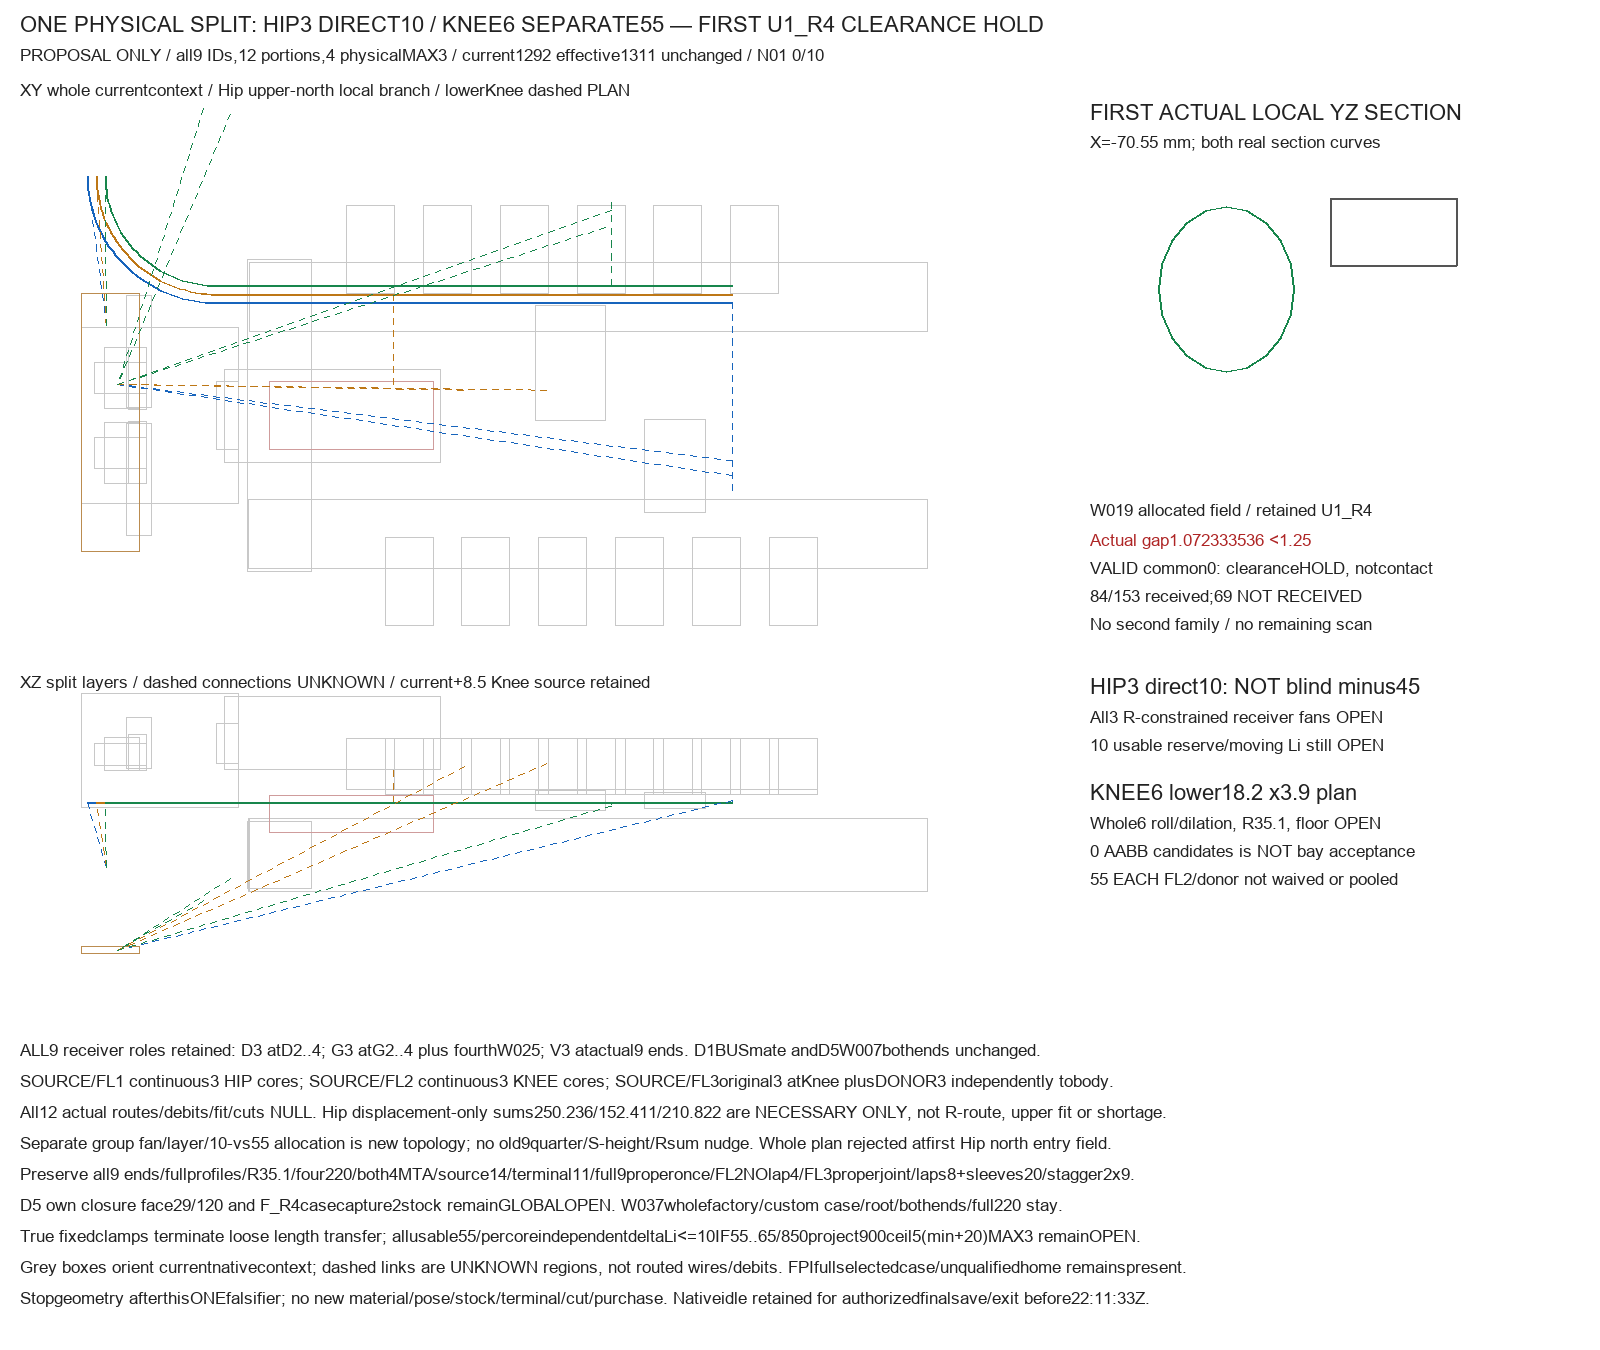 ONE PHYSICAL SPLIT: HIP3 DIRECT10 / KNEE6 SEPARATE55 — FIRST U1_R4 CLEARANCE HOLD
PROPOSAL ONLY / all9 IDs,12 portions,4 physicalMAX3 / current1292 effective1311 unchanged / N01 0/10
XY whole currentcontext / Hip upper-north local branch / lowerKnee dashed PLAN
FIRST ACTUAL LOCAL YZ SECTION
X=-70.55 mm; both real section curves
W019 allocated field / retained U1_R4
Actual gap1.072333536 <1.25
VALID common0: clearanceHOLD, notcontact
84/153 received;69 NOT RECEIVED
No second family / no remaining scan
XZ split layers / dashed connections UNKNOWN / current+8.5 Knee source retained
HIP3 direct10: NOT blind minus45
All3 R-constrained receiver fans OPEN
10 usable reserve/moving Li still OPEN
KNEE6 lower18.2 x3.9 plan
Whole6 roll/dilation, R35.1, floor OPEN
0 AABB candidates is NOT bay acceptance
55 EACH FL2/donor not waived or pooled
ALL9 receiver roles retained: D3 atD2..4; G3 atG2..4 plus fourthW025; V3 atactual9 ends. D1BUSmate andD5W007bothends unchanged.
SOURCE/FL1 continuous3 HIP cores; SOURCE/FL2 continuous3 KNEE cores; SOURCE/FL3original3 atKnee plusDONOR3 independently tobody.
All12 actual routes/debits/fit/cuts NULL. Hip displacement-only sums250.236/152.411/210.822 are NECESSARY ONLY, not R-route, upper fit or shortage.
Separate group fan/layer/10-vs55 allocation is new topology; no old9quarter/S-height/Rsum nudge. Whole plan rejected atfirst Hip north entry field.
Preserve all9 ends/fullprofiles/R35.1/four220/both4MTA/source14/terminal11/full9properonce/FL2NOlap4/FL3properjoint/laps8+sleeves20/stagger2x9.
D5 own closure face29/120 and F_R4casecapture2stock remainGLOBALOPEN. W037wholefactory/custom case/root/bothends/full220 stay.
True fixedclamps terminate loose length transfer; allusable55/percoreindependentdeltaLi<=10IF55..65/850project900ceil5(min+20)MAX3 remainOPEN.
Grey boxes orient currentnativecontext; dashed links are UNKNOWN regions, not routed wires/debits. FPIfullselectedcase/unqualifiedhome remainspresent.
Stopgeometry afterthisONEfalsifier; no new material/pose/stock/terminal/cut/purchase. Nativeidle retained for authorizedfinalsave/exit before22:11:33Z.